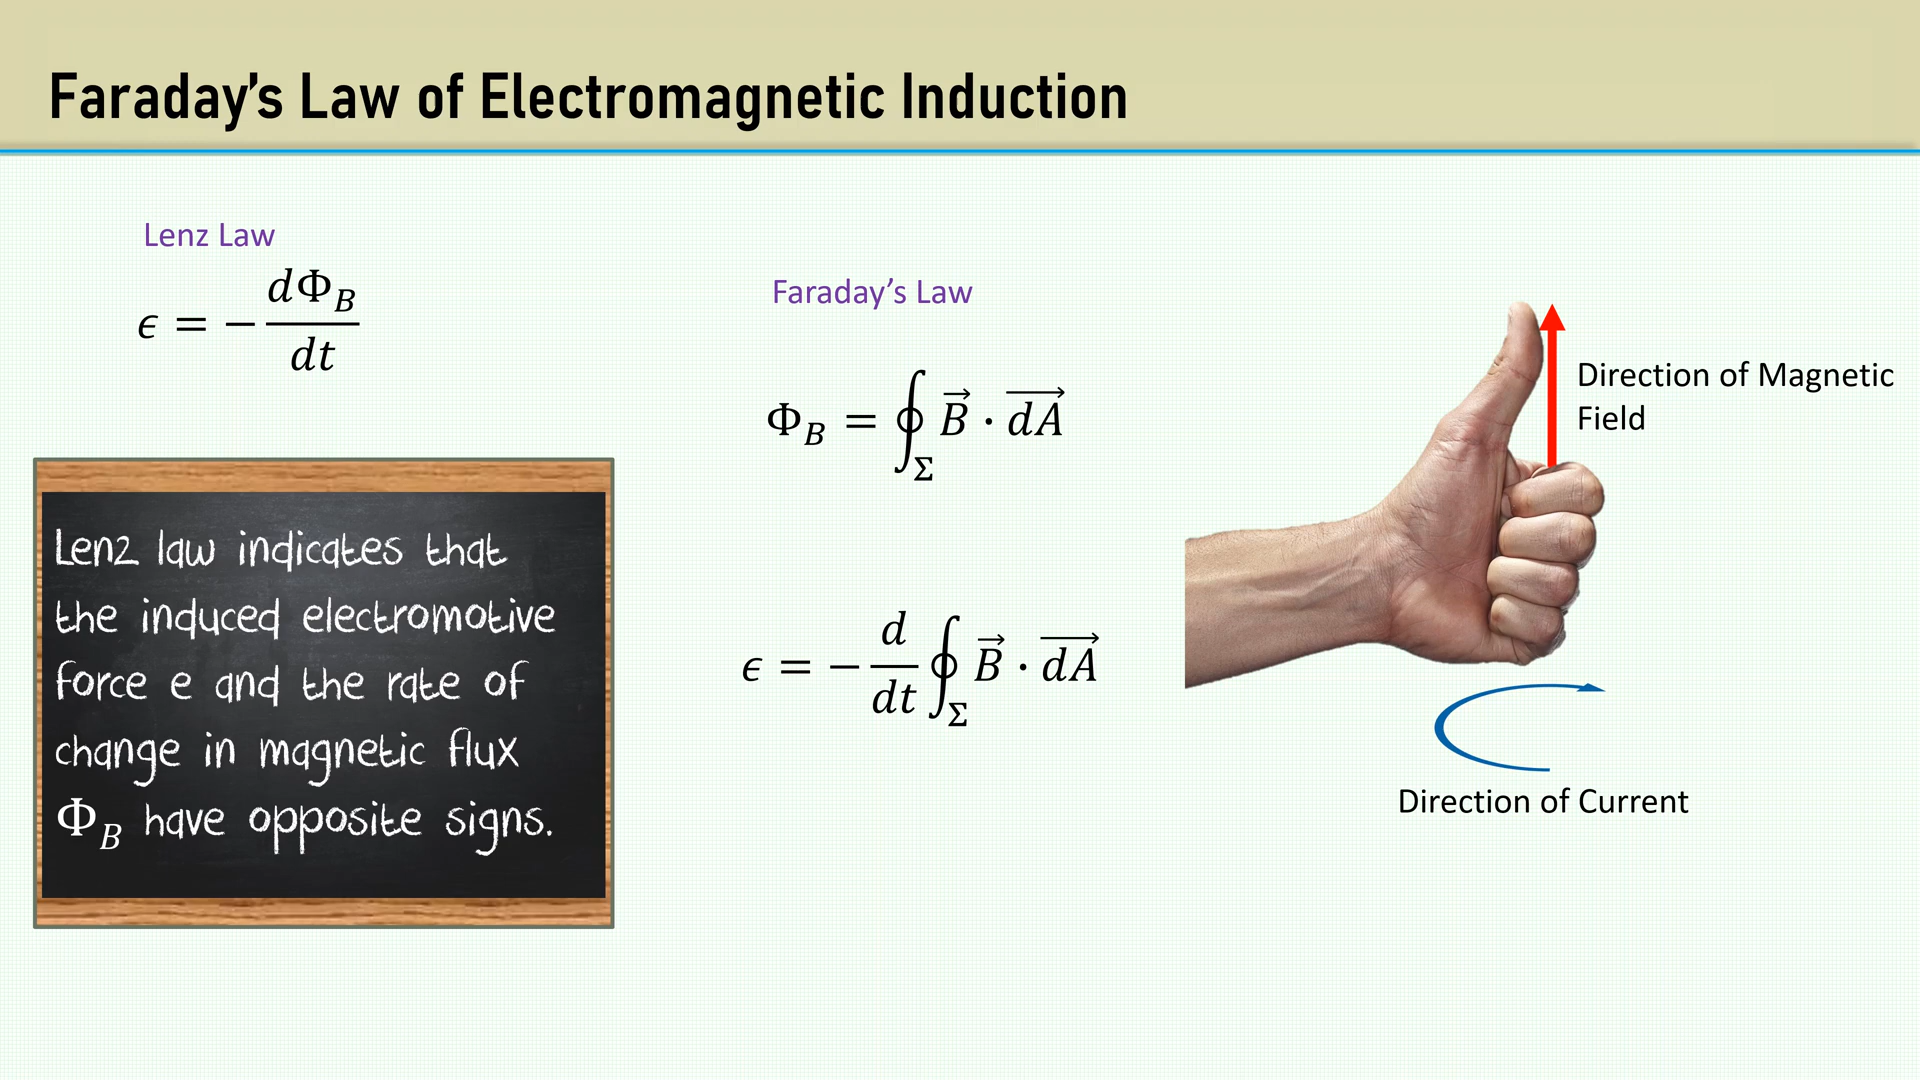 Faraday’s Law of Electromagnetic Induction
Lenz Law
ϵ = − dΦ_B / dt
Lenz law indicates that
the induced electromotive
force e and the rate of
change in magnetic flux
Φ_B have opposite signs.
Faraday’s Law
Φ_B = ∮_Σ B⃗ · d⃗A⃗
ϵ = − d/dt ∮_Σ B⃗ · d⃗A⃗
Direction of Magnetic
Field
Direction of Current